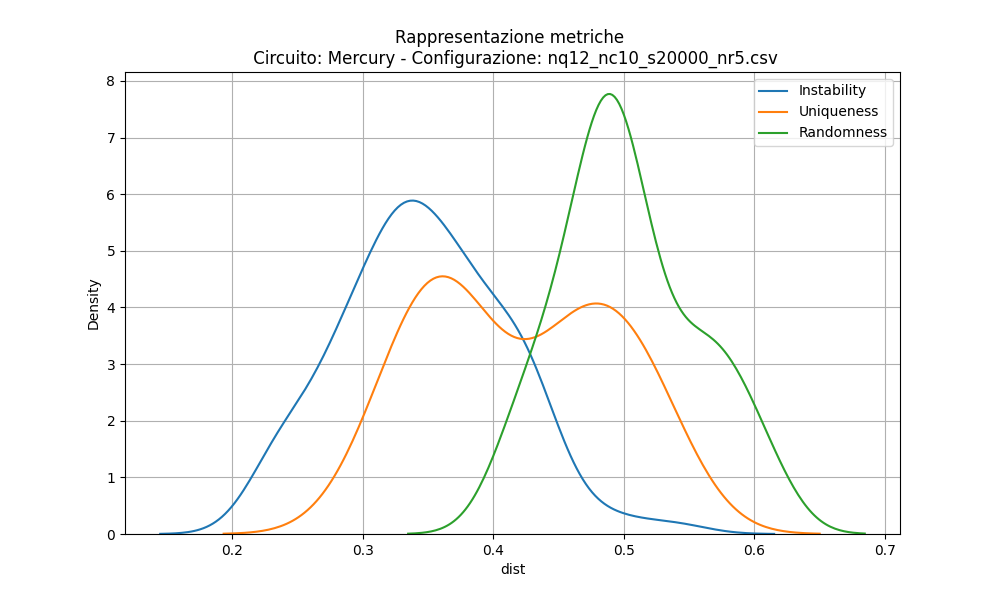 Rappresentazione metriche
Circuito: Mercury - Configurazione: nq12_nc10_s20000_nr5.csv
Instability
Uniqueness
Randomness
Density
8
7
6
5
4
3
2
1
0
0.2
0.3
0.4
0.5
0.6
0.7
dist